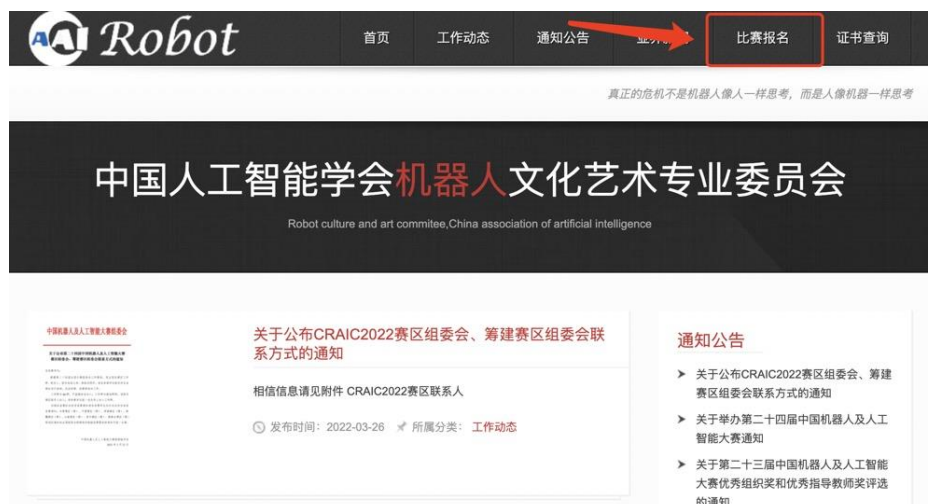 AAI Robot
首页 工作动态 通知公告 比赛报名 证书查询
真正的危机不是机器人像人一样思考，而是人像机器一样思考
中国人工智能学会机器人文化艺术专业委员会
Robot culture and art commitee,China association of artificial intelligence
中国机器人及人工智能大赛组委会
关于公布CRAIC2022赛区组委会、筹建赛区组委会联
系方式的通知
相信信息请见附件 CRAIC2022赛区联系人
发布时间：2022-03-26 所属分类： 工作动态
通知公告
关于公布CRAIC2022赛区组委会、筹建
赛区组委会联系方式的通知
关于举办第二十四届中国机器人及人工
智能大赛通知
关于第二十三届中国机器人及人工智能
大赛优秀组织奖和优秀指导教师奖评选
的通知